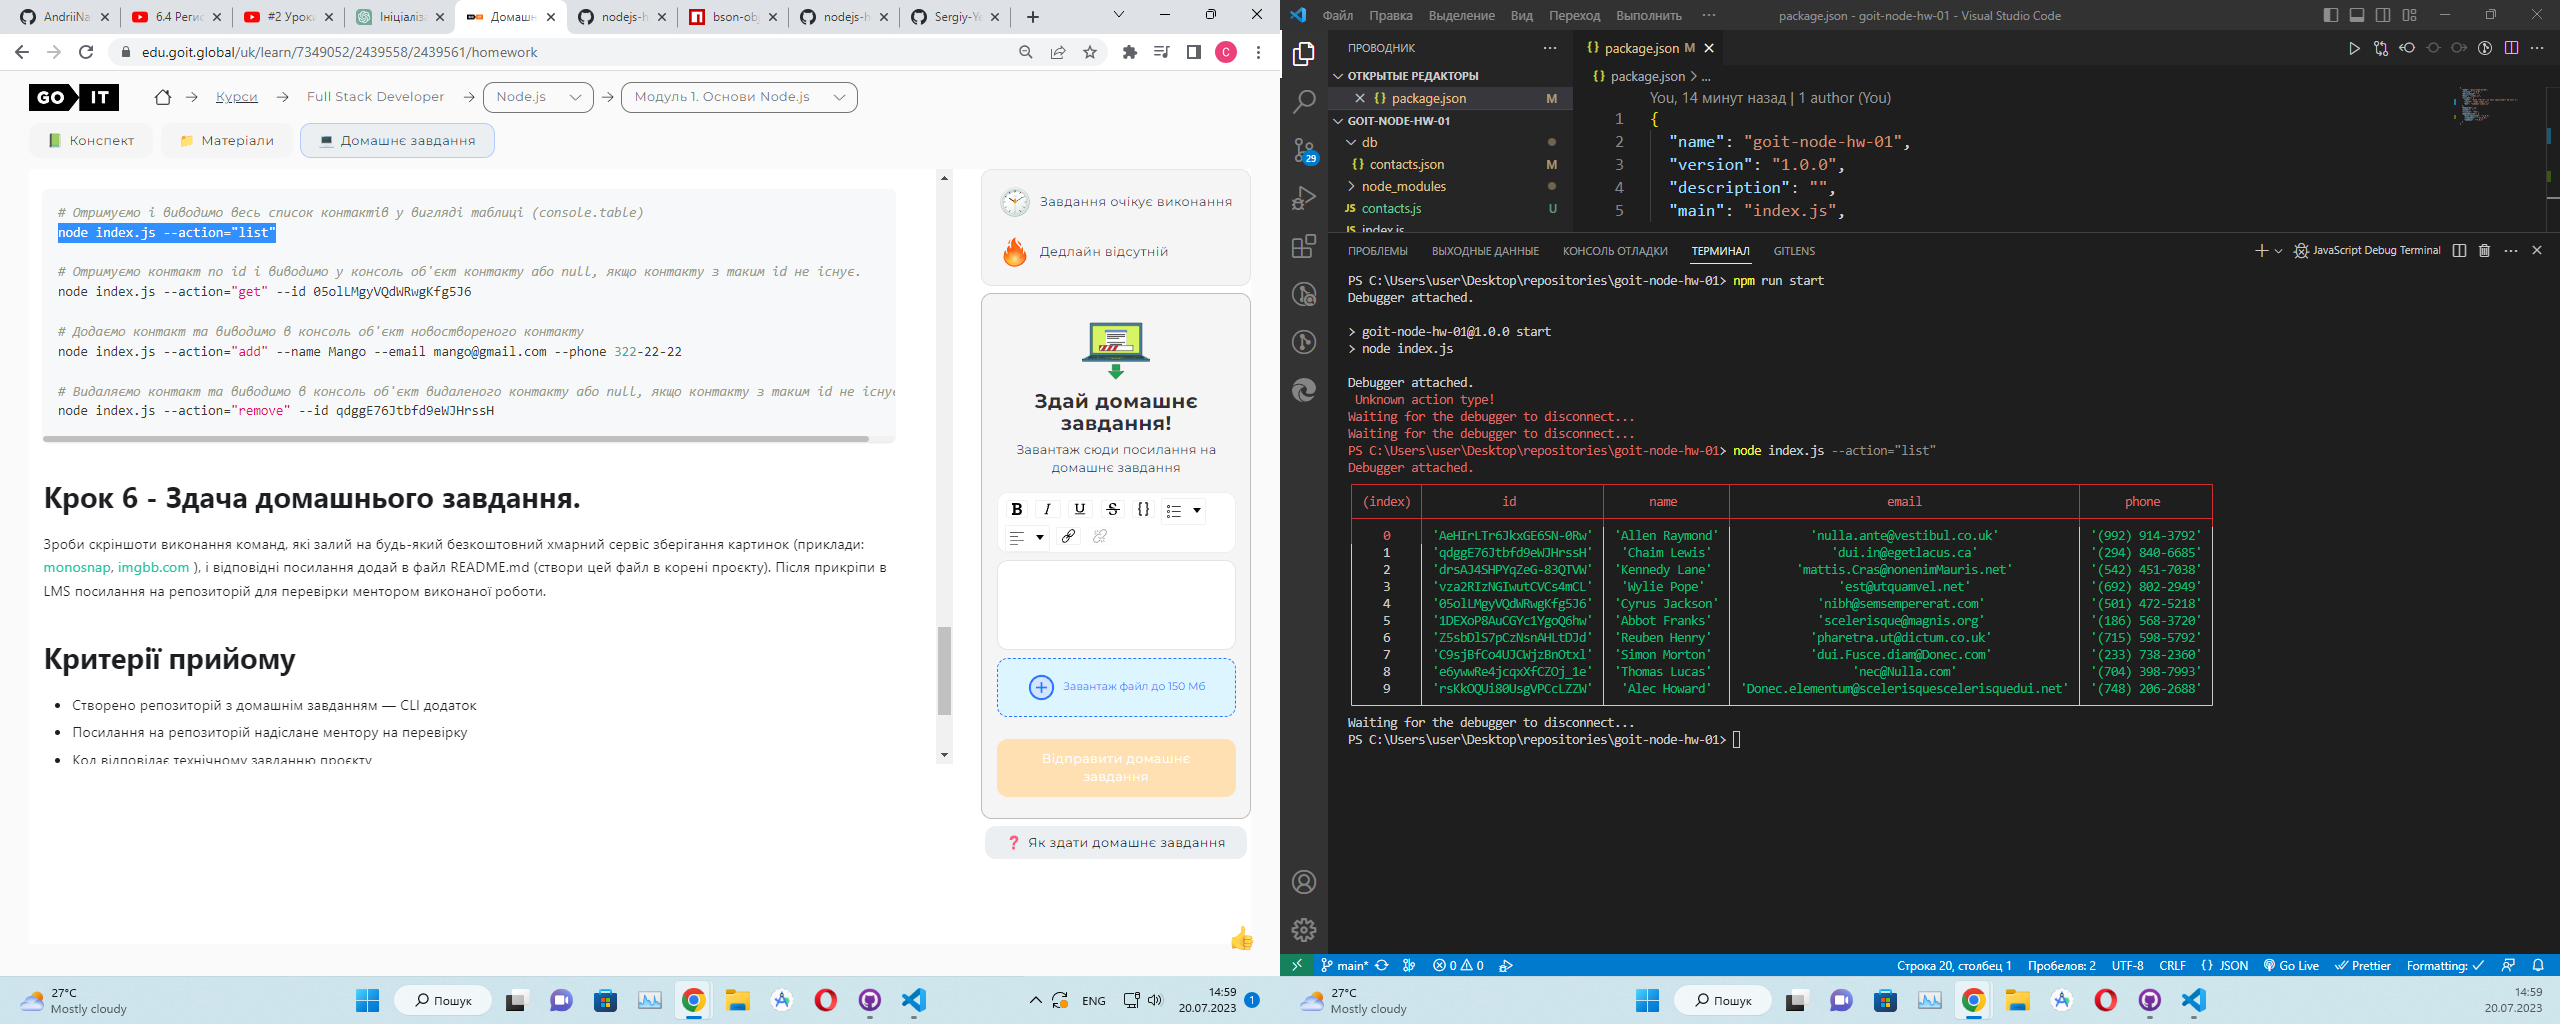 AndriiNa
6.4 Регис
#2 Уроки
Ініціаліза
Домашн
nodejs-h
bson-obj
nodejs-h
Sergiy-Ye
edu.goit.global/uk/learn/7349052/2439558/2439561/homework
C
GO IT
Курси
Full Stack Developer
Node.js
Модуль 1. Основи Node.js
Конспект
Матеріали
Домашнє завдання
# Отримуємо і виводимо весь список контактів у вигляді таблиці (console.table)
node index.js --action="list"
# Отримуємо контакт по id і виводимо у консоль об'єкт контакту або null, якщо контакту з таким id не існує.
node index.js --action="get" --id 05olLMgyVQdWRwgKfg5J6
# Додаємо контакт та виводимо в консоль об'єкт новоствореного контакту
node index.js --action="add" --name Mango --email mango@gmail.com --phone 322-22-22
# Видаляємо контакт та виводимо в консоль об'єкт видаленого контакту або null, якщо контакту з таким id не існує
node index.js --action="remove" --id qdggE76Jtbfd9eWJHrssH
Крок 6 - Здача домашнього завдання.
Зроби скріншоти виконання команд, які залий на будь-який безкоштовний хмарний сервіс зберігання картинок (приклади:
monosnap, imgbb.com ), і відповідні посилання додай в файл README.md (створи цей файл в корені проєкту). Після прикріпи в
LMS посилання на репозиторій для перевірки ментором виконаної роботи.
Критерії прийому
• Створено репозиторій з домашнім завданням — CLI додаток
• Посилання на репозиторій надіслане ментору на перевірку
• Код відповідає технічному завданню проєкту
Завдання очікує виконання
Дедлайн відсутній
Здай домашнє
завдання!
Завантаж сюди посилання на
домашнє завдання
B I U S {}
Завантаж файл до 150 Мб
Відправити домашнє
завдання
Як здати домашнє завдання
27°C
Mostly cloudy
Пошук
ENG
14:59
20.07.2023
1
Файл Правка Выделение Вид Переход Выполнить ···
package.json - goit-node-hw-01 - Visual Studio Code
ПРОВОДНИК
ОТКРЫТЫЕ РЕДАКТОРЫ
{} package.json M
GOIT-NODE-HW-01
db
{} contacts.json M
node_modules
JS contacts.js U
JS index.js
29
{} package.json M
{} package.json > ...
You, 14 минут назад | 1 author (You)
1 {
2 "name": "goit-node-hw-01",
3 "version": "1.0.0",
4 "description": "",
5 "main": "index.js",
ПРОБЛЕМЫ ВЫХОДНЫЕ ДАННЫЕ КОНСОЛЬ ОТЛАДКИ ТЕРМИНАЛ GITLENS
JavaScript Debug Terminal
PS C:\Users\user\Desktop\repositories\goit-node-hw-01> npm run start
Debugger attached.
> goit-node-hw-01@1.0.0 start
> node index.js
Debugger attached.
Unknown action type!
Waiting for the debugger to disconnect...
Waiting for the debugger to disconnect...
PS C:\Users\user\Desktop\repositories\goit-node-hw-01> node index.js --action="list"
Debugger attached.
(index) id name email phone
0 'AeHIrLTr6JkxGE6SN-0Rw' 'Allen Raymond' 'nulla.ante@vestibul.co.uk' '(992) 914-3792'
1 'qdggE76Jtbfd9eWJHrssH' 'Chaim Lewis' 'dui.in@egetlacus.ca' '(294) 840-6685'
2 'drsAJ4SHPYqZeG-83QTVW' 'Kennedy Lane' 'mattis.Cras@nonenimMauris.net' '(542) 451-7038'
3 'vza2RIzNGIwutCVCs4mCL' 'Wylie Pope' 'est@utquamvel.net' '(692) 802-2949'
4 '05olLMgyVQdWRwgKfg5J6' 'Cyrus Jackson' 'nibh@semsempererat.com' '(501) 472-5218'
5 '1DEXoP8AuCGYc1YgoQ6hw' 'Abbot Franks' 'scelerisque@magnis.org' '(186) 568-3720'
6 'Z5sbDlS7pCzNsnAHLtDJd' 'Reuben Henry' 'pharetra.ut@dictum.co.uk' '(715) 598-5792'
7 'C9sjBfCo4UJCWjzBnOtxl' 'Simon Morton' 'dui.Fusce.diam@Donec.com' '(233) 738-2360'
8 'e6ywwRe4jcqxXfCZOj_1e' 'Thomas Lucas' 'nec@Nulla.com' '(704) 398-7993'
9 'rsKkOQUi80UsgVPCcLZZW' 'Alec Howard' 'Donec.elementum@scelerisquescelerisquedui.net' '(748) 206-2688'
Waiting for the debugger to disconnect...
PS C:\Users\user\Desktop\repositories\goit-node-hw-01>
main*
0 0
Строка 20, столбец 1 Пробелов: 2 UTF-8 CRLF {} JSON Go Live Prettier Formatting:
27°C
Mostly cloudy
Пошук
14:59
20.07.2023